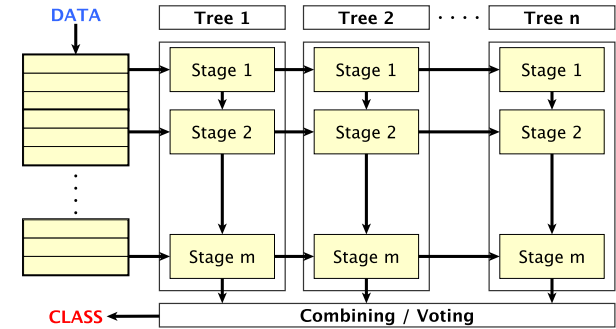 DATA
Tree 1
Tree 2
. . . .
Tree n
Stage 1
Stage 1
Stage 1
Stage 2
Stage 2
Stage 2
Stage m
Stage m
Stage m
CLASS
Combining / Voting